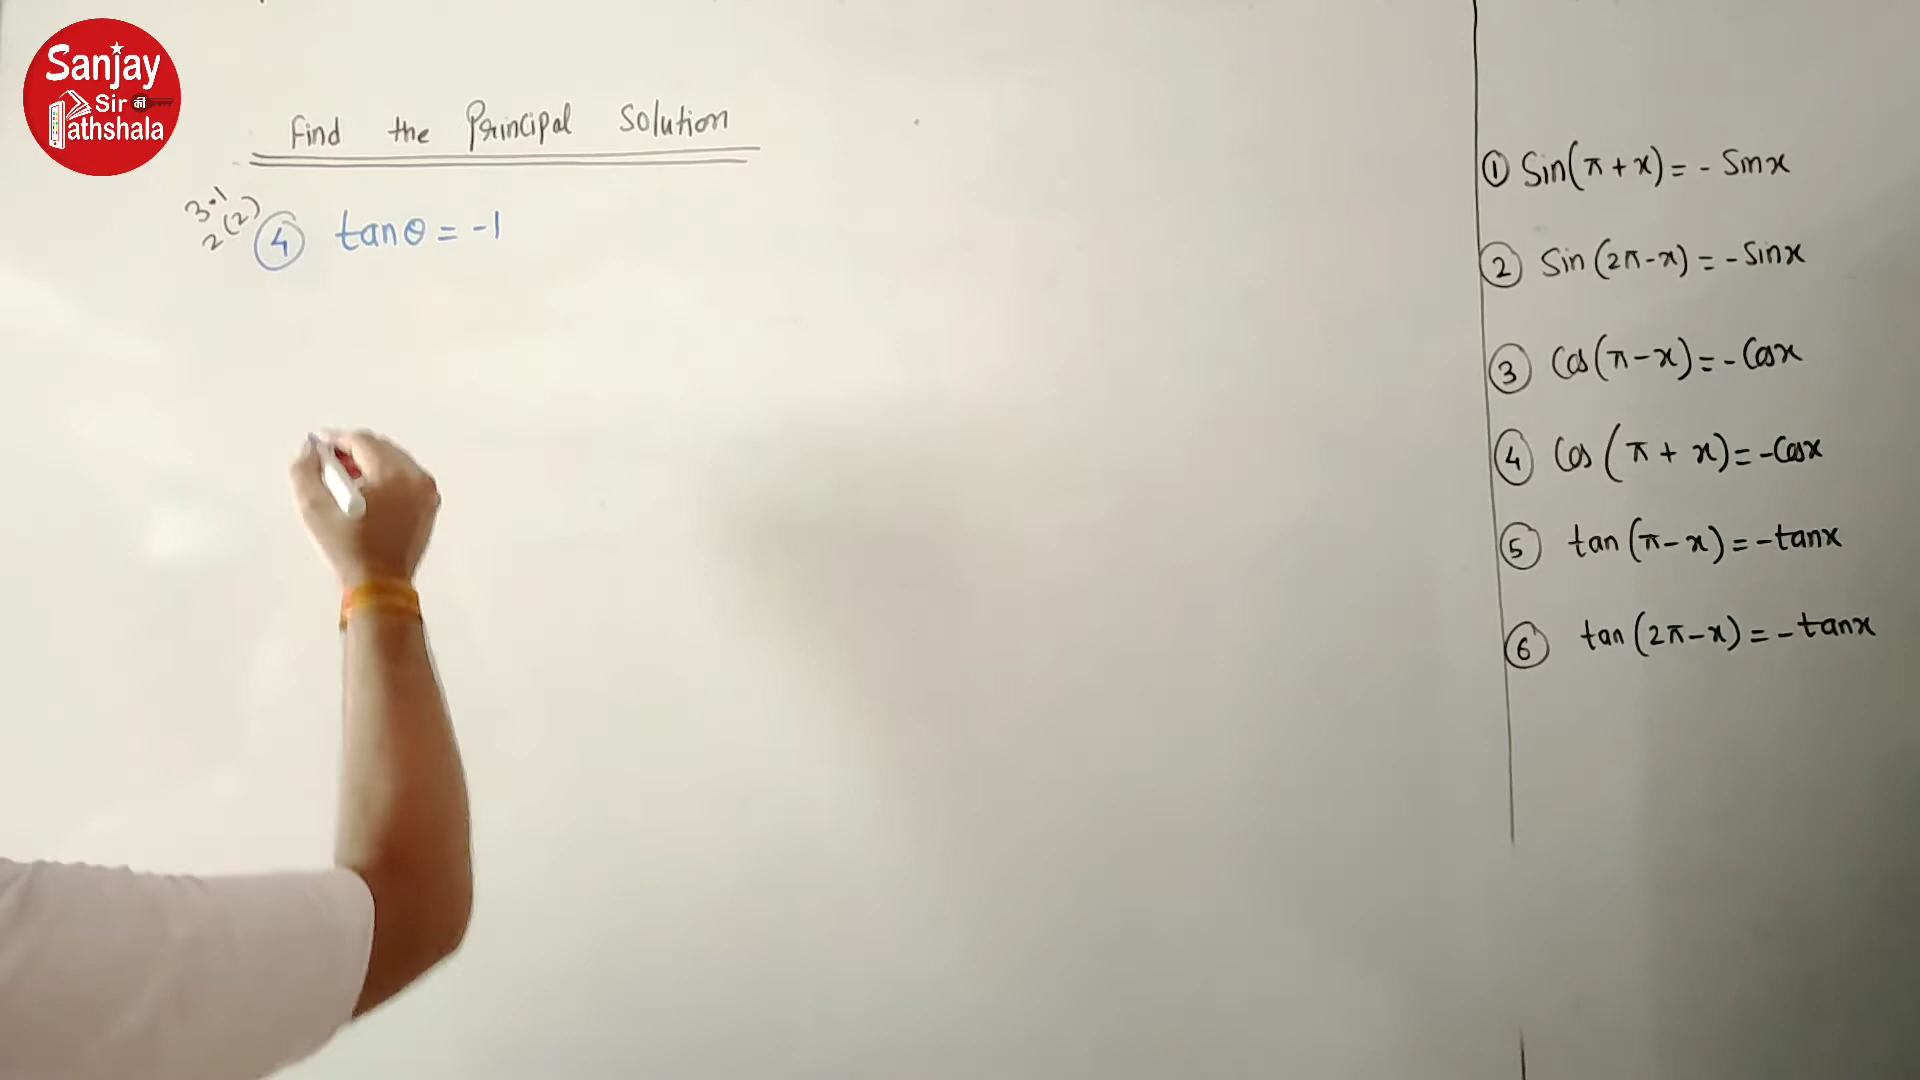 Sanjay
Sir की
Pathshala
Find the Principal Solution
3.1
2 (2)
④ tanθ = -1
① Sin(π + x) = - Sinx
② Sin (2π - x) = - Sinx
③ Cos(π - x) = - Cosx
④ Cos (π + x) = - Cosx
⑤ tan (π - x) = - tanx
⑥ tan (2π - x) = - tanx